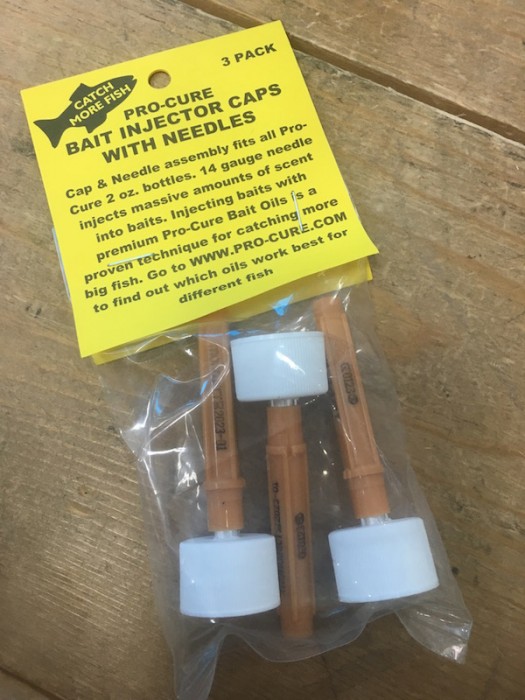 3 PACK
CATCH
MORE FISH
PRO-CURE
BAIT INJECTOR CAPS
WITH NEEDLES
Cap & Needle assembly fits all Pro-
Cure 2 oz. bottles. 14 gauge needle
injects massive amounts of scent
into baits. Injecting baits with
premium Pro-Cure Bait Oils is a
proven technique for catching more
big fish. Go to WWW.PRO-CURE.COM
to find out which oils work best for
different fish